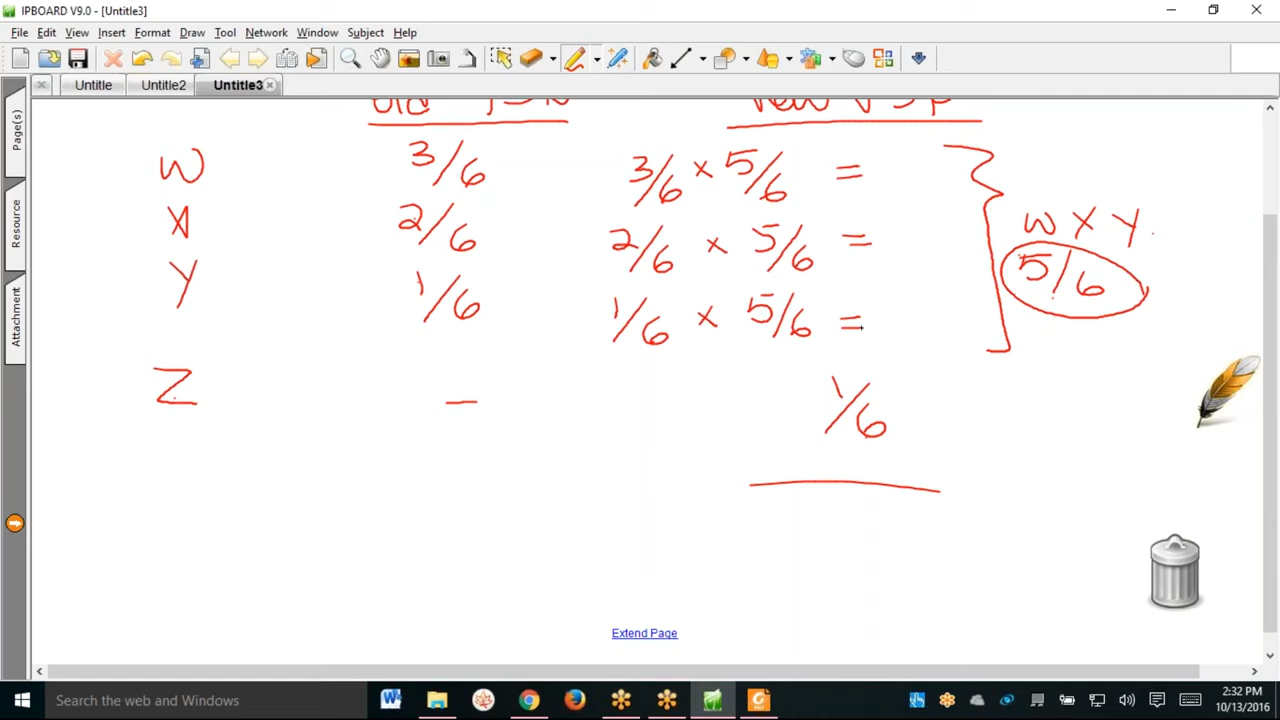 IPBOARD V9.0 - [Untitle3]
File Edit View Insert Format Draw Tool Network Window Subject Help
Untitle Untitle2 Untitle3
Page(s)
Resource
Attachment
W 3/6 3/6 × 5/6 =
X 2/6 2/6 × 5/6 =
Y 1/6 1/6 × 5/6 =
W X Y
5/6
Z – 1/6
Extend Page
Search the web and Windows
2:32 PM
10/13/2016